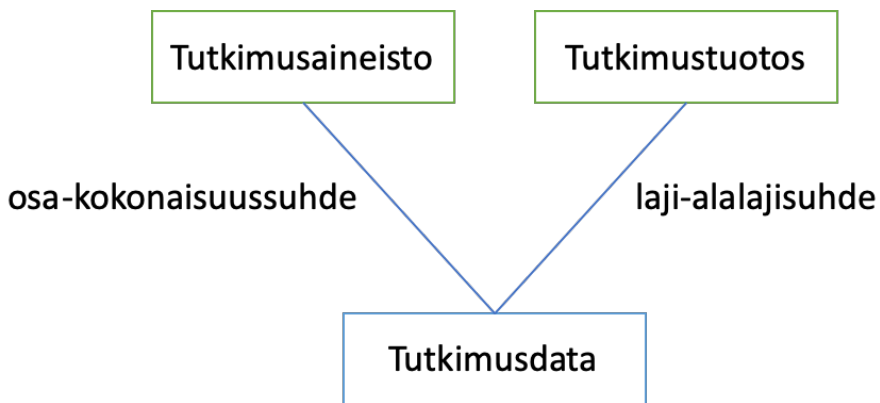 Tutkimusaineisto
Tutkimustuotos
osa-kokonaisuussuhde
laji-alalajisuhde
Tutkimusdata